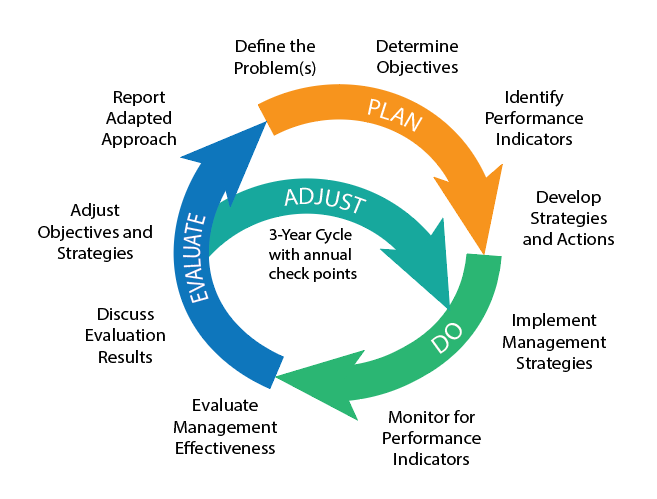 Define the
Problem(s)
Determine
Objectives
Identify
Performance
Indicators
Develop
Strategies
and Actions
Implement
Management
Strategies
Monitor for
Performance
Indicators
Evaluate
Management
Effectiveness
Discuss
Evaluation
Results
Adjust
Objectives and
Strategies
Report
Adapted
Approach
PLAN
DO
EVALUATE
ADJUST
3-Year Cycle
with annual
check points